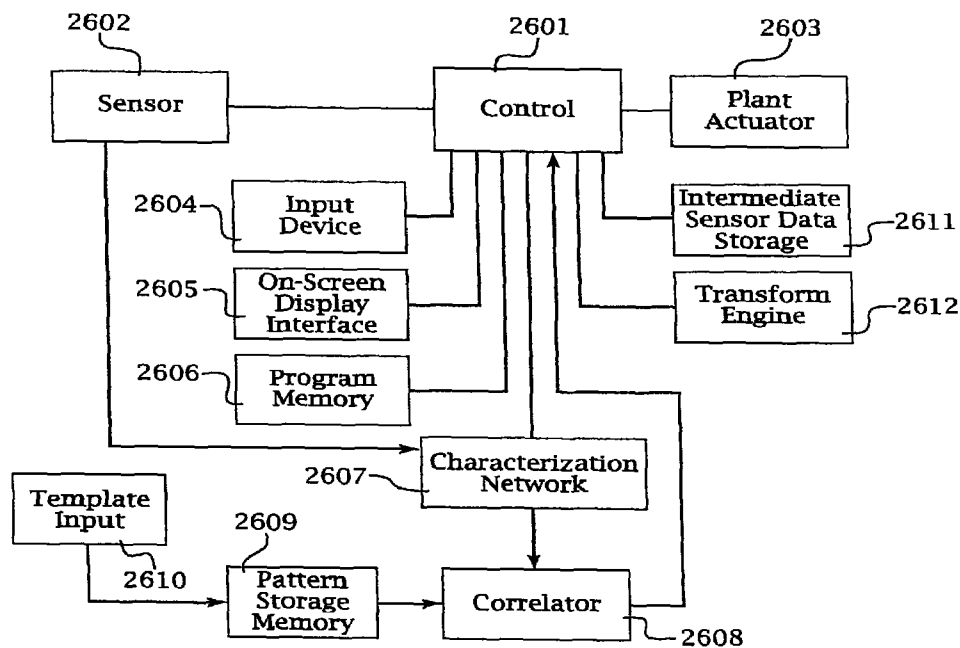 2602
2601
2603
Sensor
Control
Plant
Actuator
2604
Input
Device
Intermediate
Sensor Data
Storage
2611
2605
On-Screen
Display
Interface
Transform
Engine
2612
2606
Program
Memory
2607
Characterization
Network
Template
Input
2609
2610
Pattern
Storage
Memory
Correlator
2608